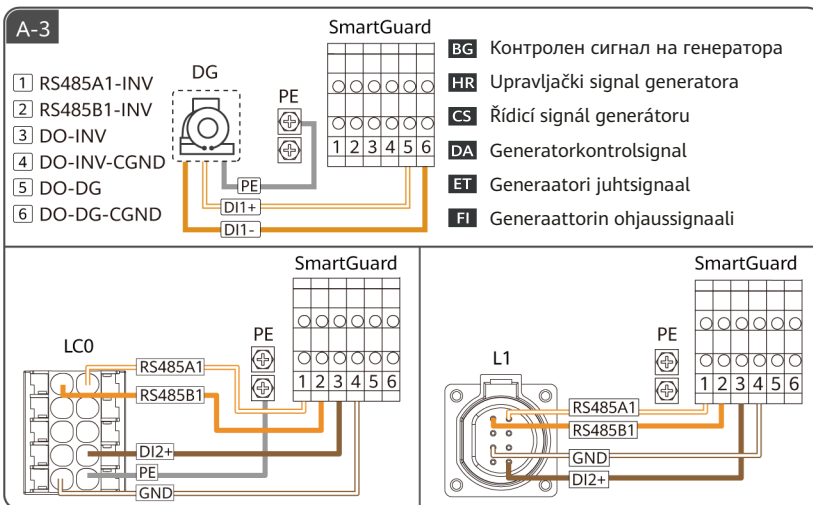 A-3
1 RS485A1-INV
2 RS485B1-INV
3 DO-INV
4 DO-INV-CGND
5 DO-DG
6 DO-DG-CGND
DG
PE
SmartGuard
1 2 3 4 5 6
PE
DI1+
DI1-
BG Контролен сигнал на генератора
HR Upravljački signal generatora
CS Řídicí signál generátoru
DA Generatorkontrolsignal
ET Generaatori juhtsignaal
FI Generaattorin ohjaussignaali
SmartGuard
PE
LC0
1 2 3 4 5 6
RS485A1
RS485B1
DI2+
PE
GND
SmartGuard
PE
L1
1 2 3 4 5 6
RS485A1
RS485B1
GND
DI2+